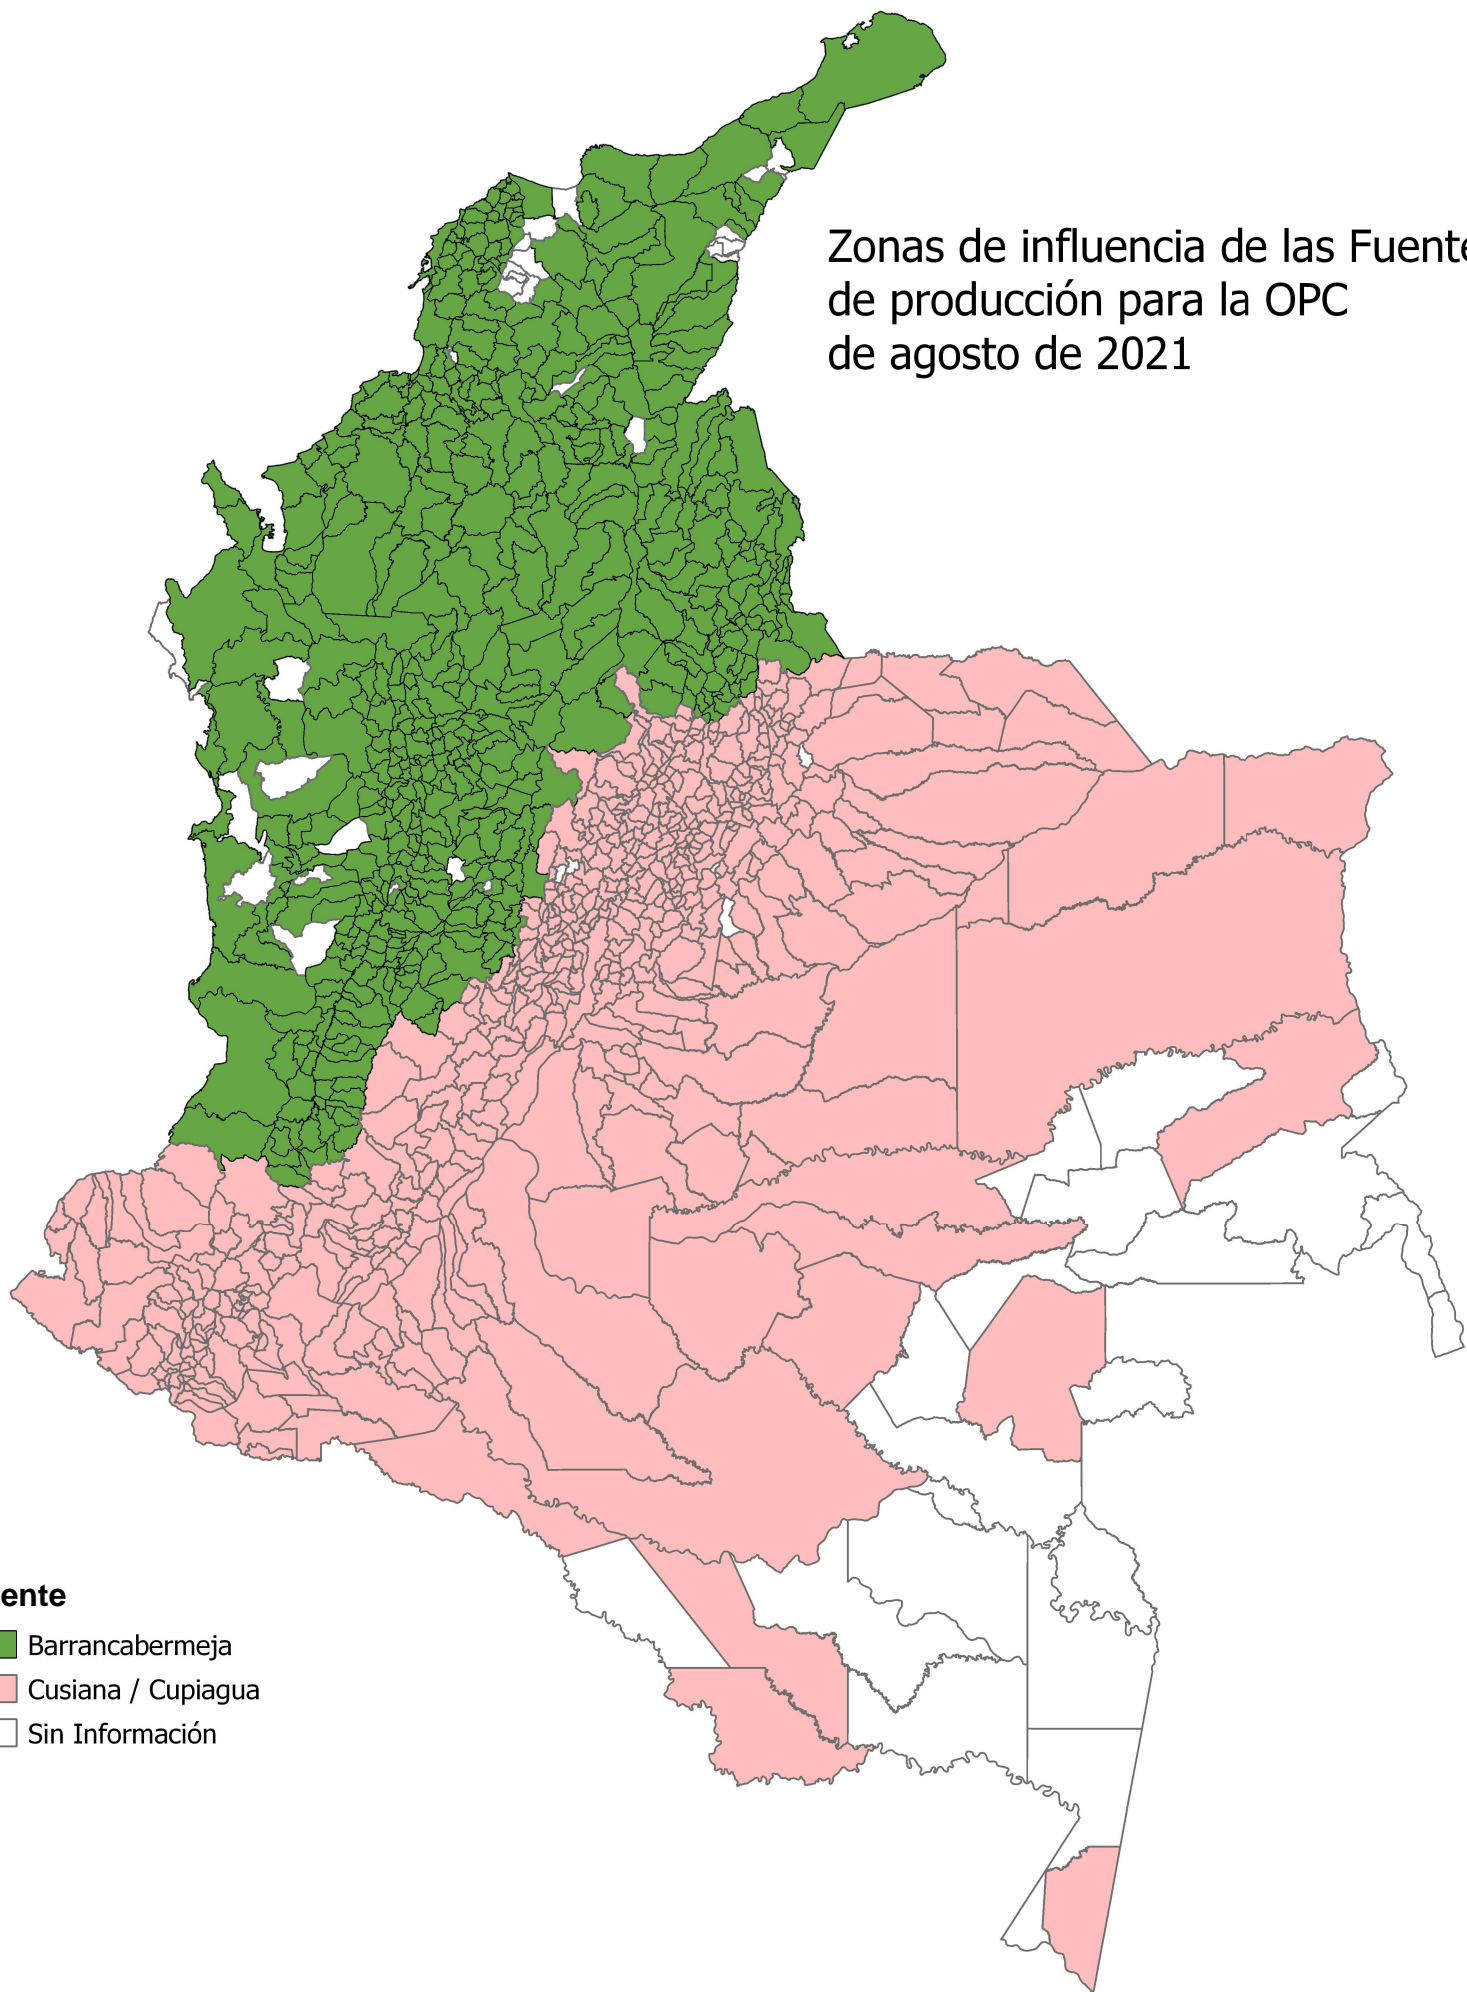 Zonas de influencia de las Fuente
de producción para la OPC
de agosto de 2021
ente
Barrancabermeja
Cusiana / Cupiagua
Sin Información